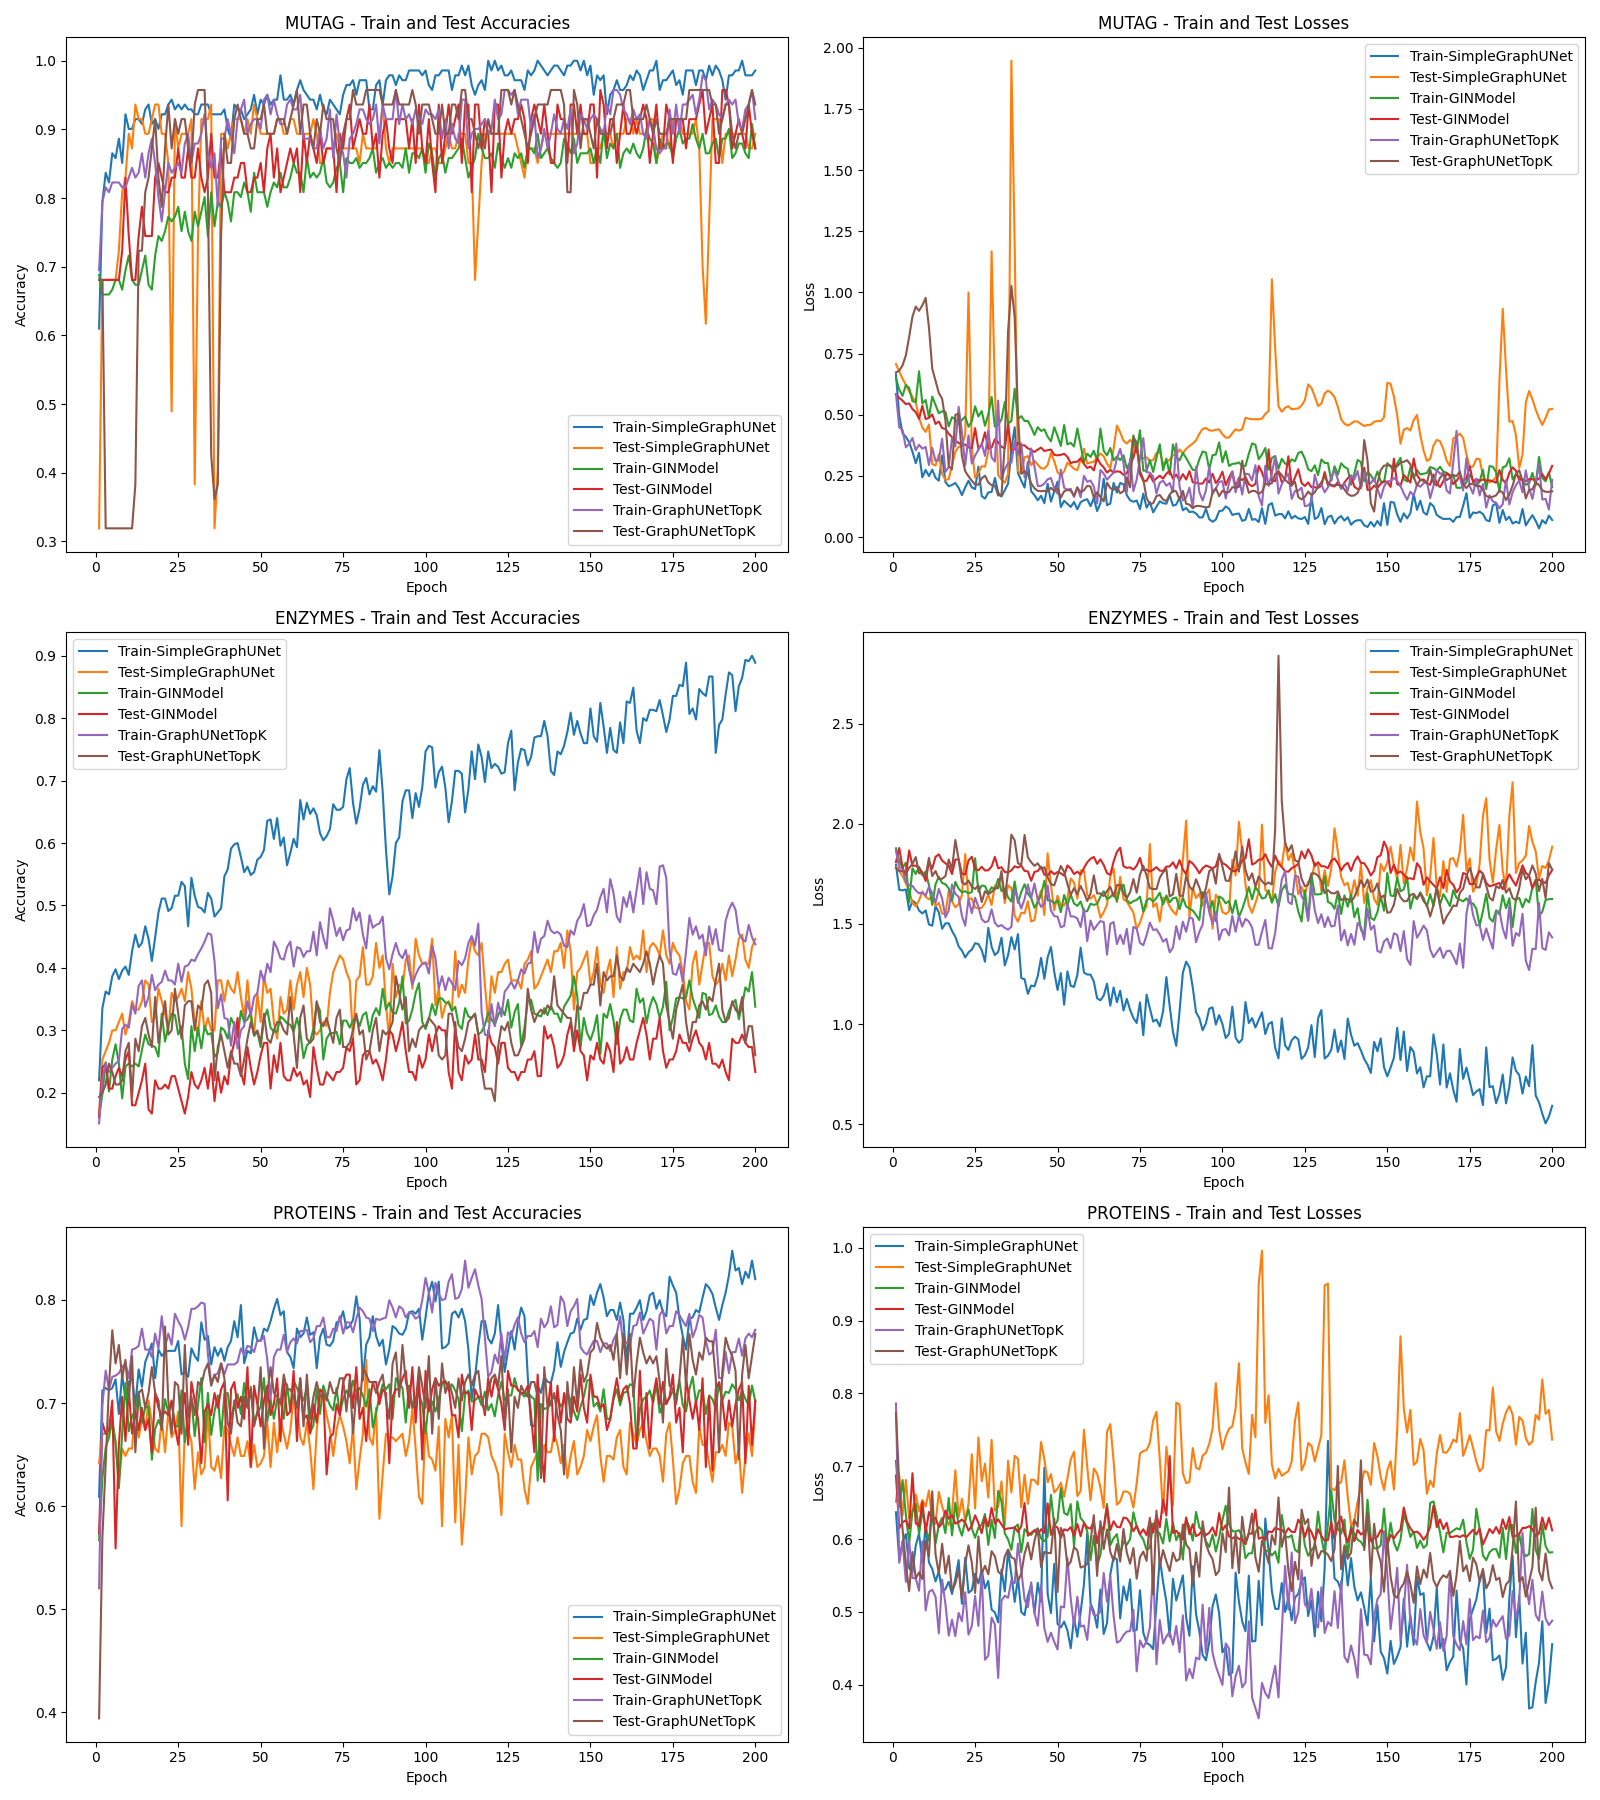 MUTAG - Train and Test Accuracies
Accuracy
1.0
0.9
0.8
0.7
0.6
0.5
0.4
0.3
Train-SimpleGraphUNet
Test-SimpleGraphUNet
Train-GINModel
Test-GINModel
Train-GraphUNetTopK
Test-GraphUNetTopK
0 25 50 75 100 125 150 175 200
Epoch
MUTAG - Train and Test Losses
Loss
2.00
1.75
1.50
1.25
1.00
0.75
0.50
0.25
0.00
Train-SimpleGraphUNet
Test-SimpleGraphUNet
Train-GINModel
Test-GINModel
Train-GraphUNetTopK
Test-GraphUNetTopK
0 25 50 75 100 125 150 175 200
Epoch
ENZYMES - Train and Test Accuracies
Accuracy
0.9
0.8
0.7
0.6
0.5
0.4
0.3
0.2
Train-SimpleGraphUNet
Test-SimpleGraphUNet
Train-GINModel
Test-GINModel
Train-GraphUNetTopK
Test-GraphUNetTopK
0 25 50 75 100 125 150 175 200
Epoch
ENZYMES - Train and Test Losses
Loss
2.5
2.0
1.5
1.0
0.5
Train-SimpleGraphUNet
Test-SimpleGraphUNet
Train-GINModel
Test-GINModel
Train-GraphUNetTopK
Test-GraphUNetTopK
0 25 50 75 100 125 150 175 200
Epoch
PROTEINS - Train and Test Accuracies
Accuracy
0.8
0.7
0.6
0.5
0.4
Train-SimpleGraphUNet
Test-SimpleGraphUNet
Train-GINModel
Test-GINModel
Train-GraphUNetTopK
Test-GraphUNetTopK
0 25 50 75 100 125 150 175 200
Epoch
PROTEINS - Train and Test Losses
Loss
1.0
0.9
0.8
0.7
0.6
0.5
0.4
Train-SimpleGraphUNet
Test-SimpleGraphUNet
Train-GINModel
Test-GINModel
Train-GraphUNetTopK
Test-GraphUNetTopK
0 25 50 75 100 125 150 175 200
Epoch